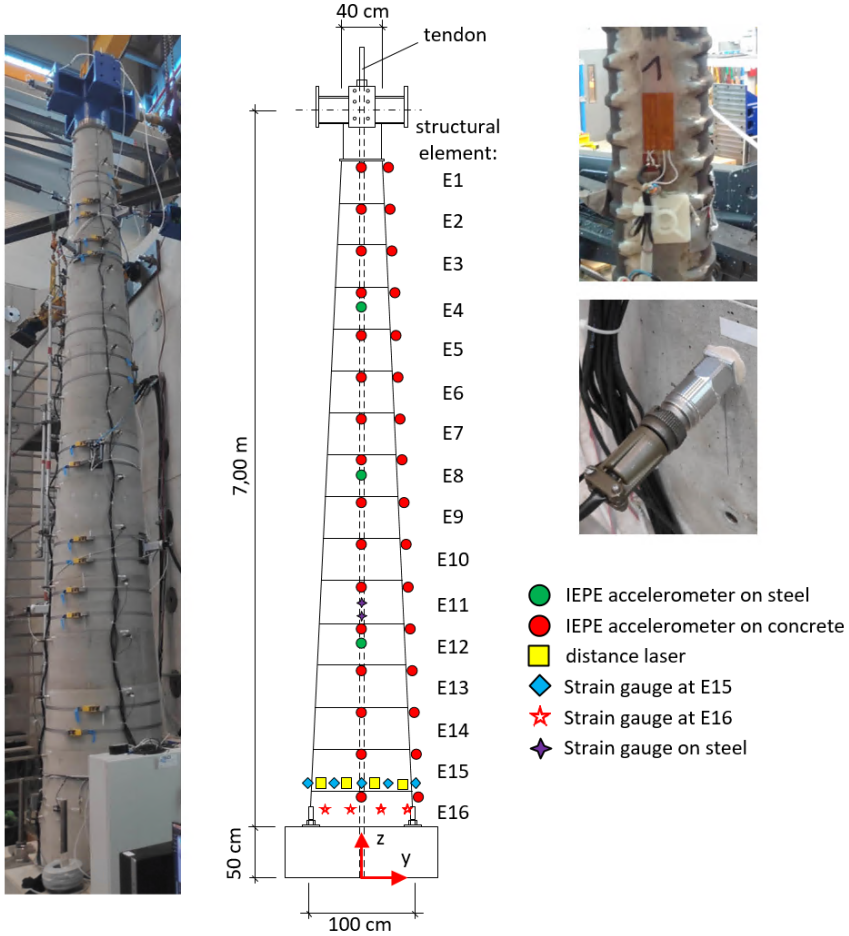 40 cm
tendon
structural
element:
E1
E2
E3
E4
E5
E6
E7
E8
E9
E10
E11
E12
E13
E14
E15
E16
7,00 m
50 cm
z
y
100 cm
1
IEPE accelerometer on steel
IEPE accelerometer on concrete
distance laser
Strain gauge at E15
Strain gauge at E16
Strain gauge on steel